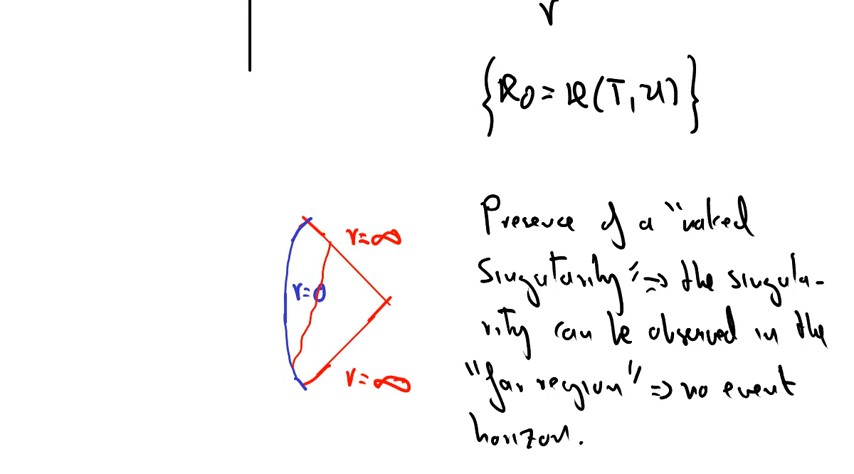 r
{R₀ = R(T, u)}
Presence of a "naked
r=∞
Singularity" => the singula-
r=0
rity can be observed in the
"far region" => no event
r=∞
horizon.